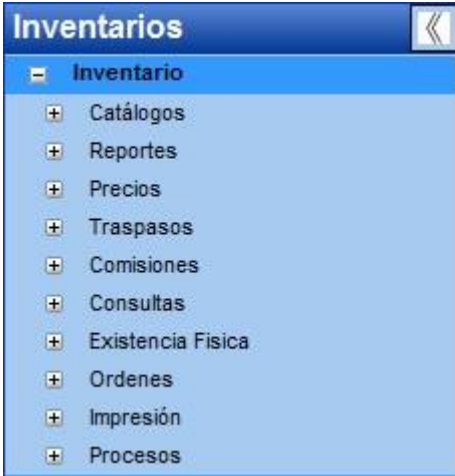 Inventarios
Inventario
Catálogos
Reportes
Precios
Traspasos
Comisiones
Consultas
Existencia Fisica
Ordenes
Impresión
Procesos